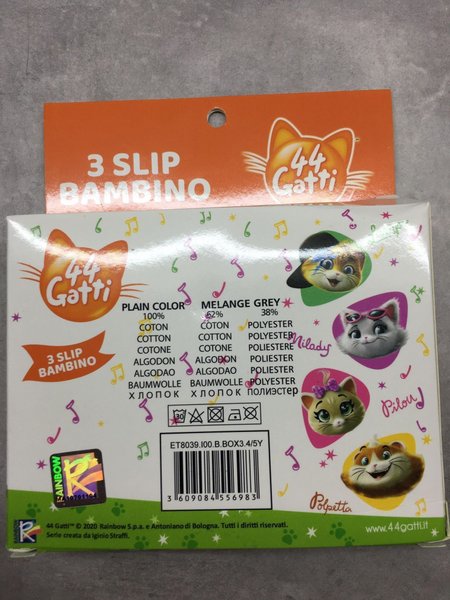 3 SLIP
BAMBINO
44
Gatti
44
Gatti
3 SLIP
BAMBINO
PLAIN COLOR MELANGE GREY
100% 62% 38%
COTON COTON POLYESTER
COTTON COTTON POLYESTER
COTONE COTONE POLIESTERE
ALGODON ALGODON POLIESTER
ALGODAO ALGODAO POLIESTER
BAUMWOLLE BAUMWOLLE POLYESTER
ХЛОПОК ХЛОПОК ПОЛИЭСТЕР
30
ET8039.I00.B.BOX3.4/5Y
3 609084 556983
Milady
Pilou
Polpetta
RAINBOW
R
44 Gatti™ © 2020 Rainbow S.p.a. e Antoniano di Bologna. Tutti i diritti riservati.
Serie creata da Iginio Straffi.
www.44gatti.it